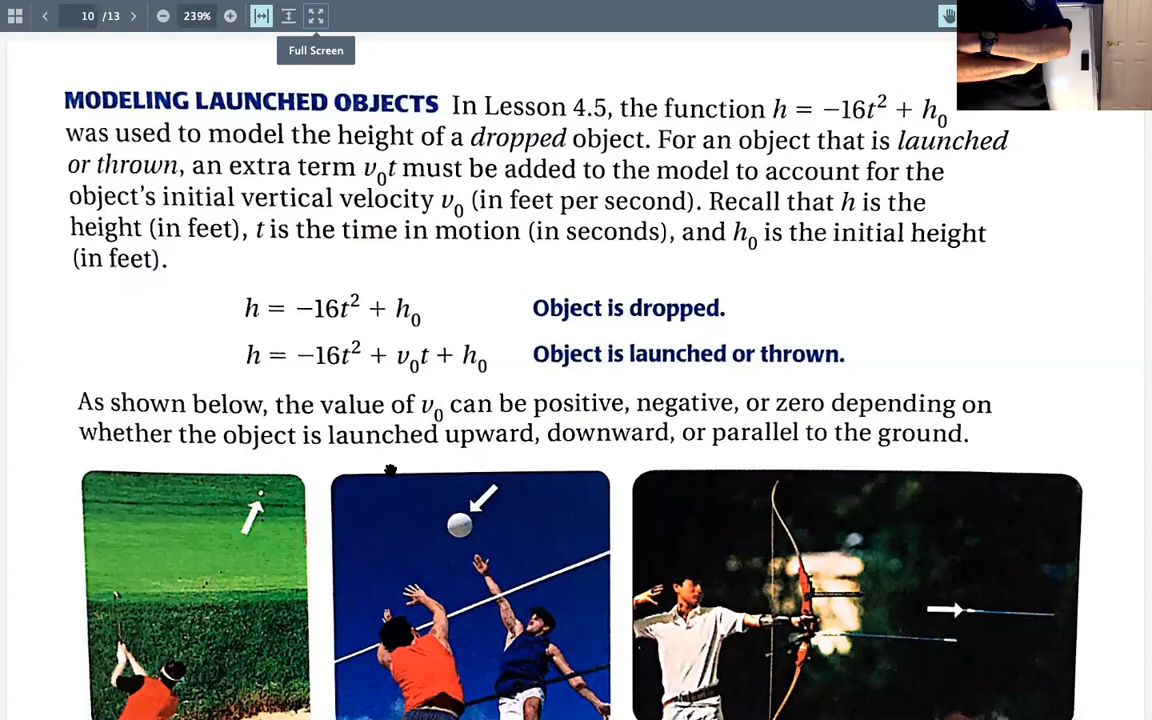 10 /13
239%
Full Screen
MODELING LAUNCHED OBJECTS In Lesson 4.5, the function h = −16t² + h₀
was used to model the height of a dropped object. For an object that is launched
or thrown, an extra term v₀t must be added to the model to account for the
object's initial vertical velocity v₀ (in feet per second). Recall that h is the
height (in feet), t is the time in motion (in seconds), and h₀ is the initial height
(in feet).
h = −16t² + h₀ Object is dropped.
h = −16t² + v₀t + h₀ Object is launched or thrown.
As shown below, the value of v₀ can be positive, negative, or zero depending on
whether the object is launched upward, downward, or parallel to the ground.